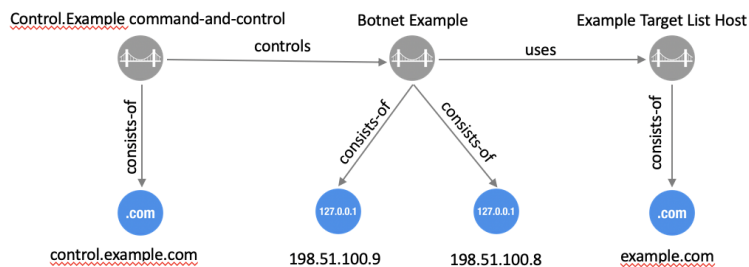 Control.Example command-and-control
Botnet Example
Example Target List Host
controls
uses
consists-of
consists-of
consists-of
consists-of
.com
127.0.0.1
127.0.0.1
.com
control.example.com
198.51.100.9
198.51.100.8
example.com